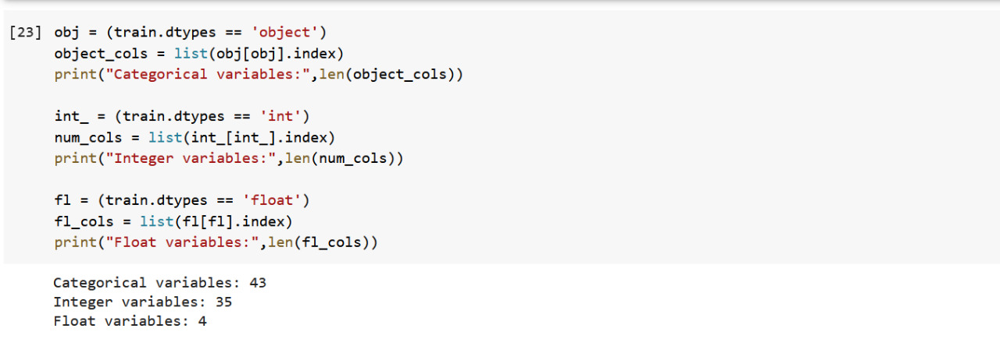 [23] obj = (train.dtypes == 'object')
object_cols = list(obj[obj].index)
print("Categorical variables:",len(object_cols))
int_ = (train.dtypes == 'int')
num_cols = list(int_[int_].index)
print("Integer variables:",len(num_cols))
fl = (train.dtypes == 'float')
fl_cols = list(fl[fl].index)
print("Float variables:",len(fl_cols))
Categorical variables: 43
Integer variables: 35
Float variables: 4